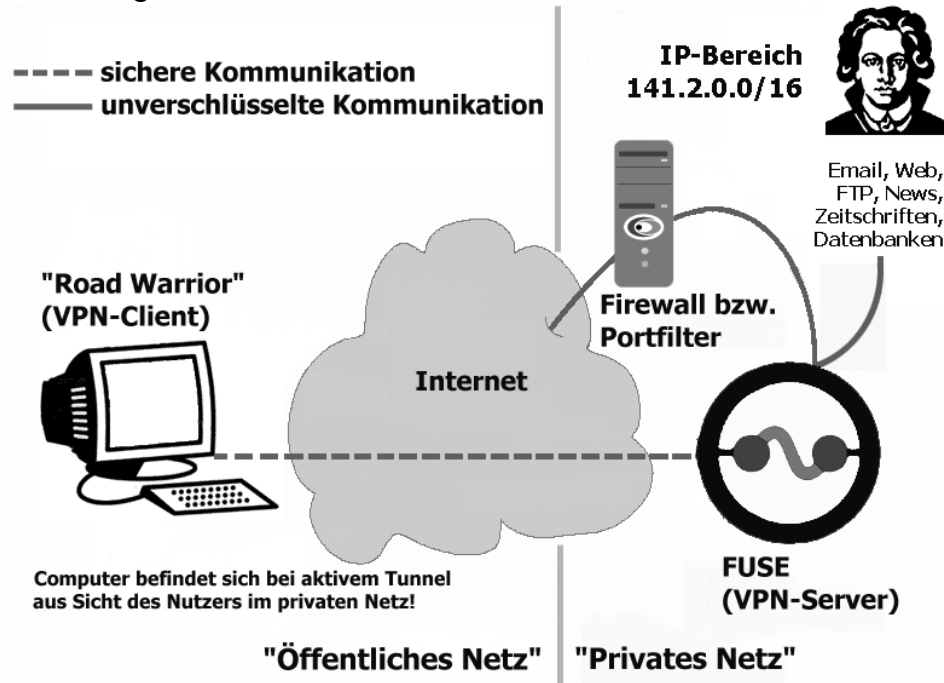 sichere Kommunikation
unverschlüsselte Kommunikation
IP-Bereich
141.2.0.0/16
Email, Web,
FTP, News,
Zeitschriften,
Datenbanken
"Road Warrior"
(VPN-Client)
Firewall bzw.
Portfilter
Internet
Computer befindet sich bei aktivem Tunnel
aus Sicht des Nutzers im privaten Netz!
FUSE
(VPN-Server)
"Öffentliches Netz"
"Privates Netz"